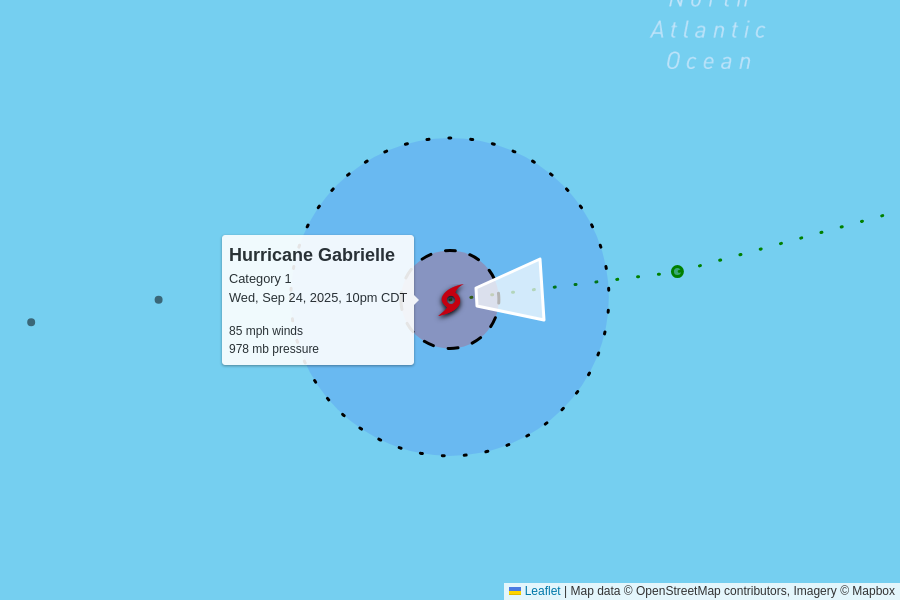 North
Atlantic
Ocean
Hurricane Gabrielle
Category 1
Wed, Sep 24, 2025, 10pm CDT
85 mph winds
978 mb pressure
Leaflet | Map data © OpenStreetMap contributors, Imagery © Mapbox